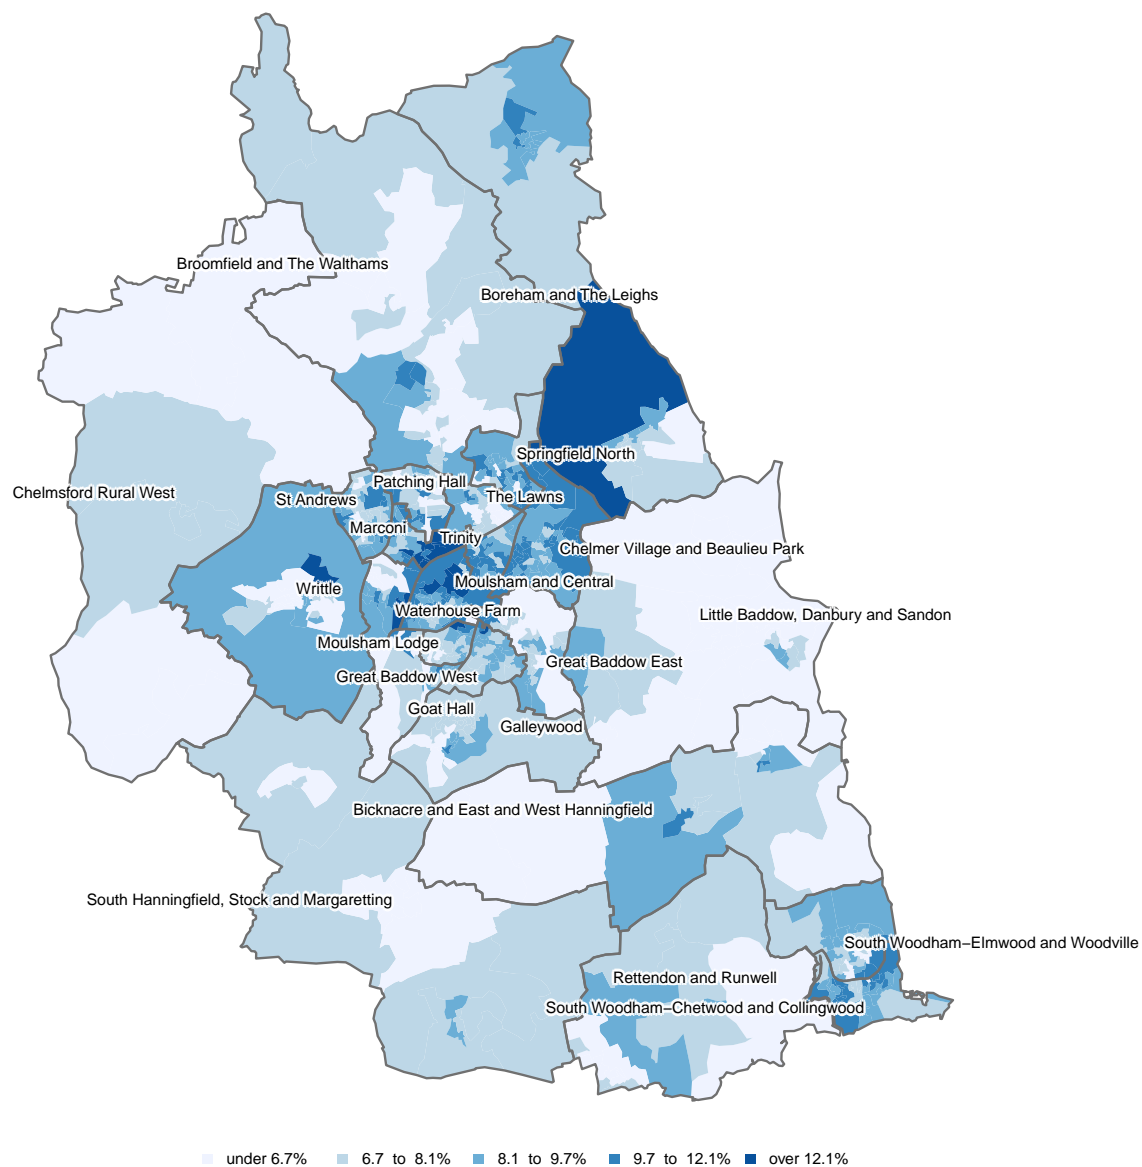 Broomfield and The Walthams
Boreham and The Leighs
Springfield North
Patching Hall
Chelmsford Rural West
St Andrews
The Lawns
Marconi
Trinity
Chelmer Village and Beaulieu Park
Moulsham and Central
Writtle
Waterhouse Farm
Little Baddow, Danbury and Sandon
Moulsham Lodge
Great Baddow East
Great Baddow West
Goat Hall
Galleywood
Bicknacre and East and West Hanningfield
South Hanningfield, Stock and Margaretting
South Woodham−Elmwood and Woodville
Rettendon and Runwell
South Woodham−Chetwood and Collingwood
under 6.7% 6.7 to 8.1% 8.1 to 9.7% 9.7 to 12.1% over 12.1%